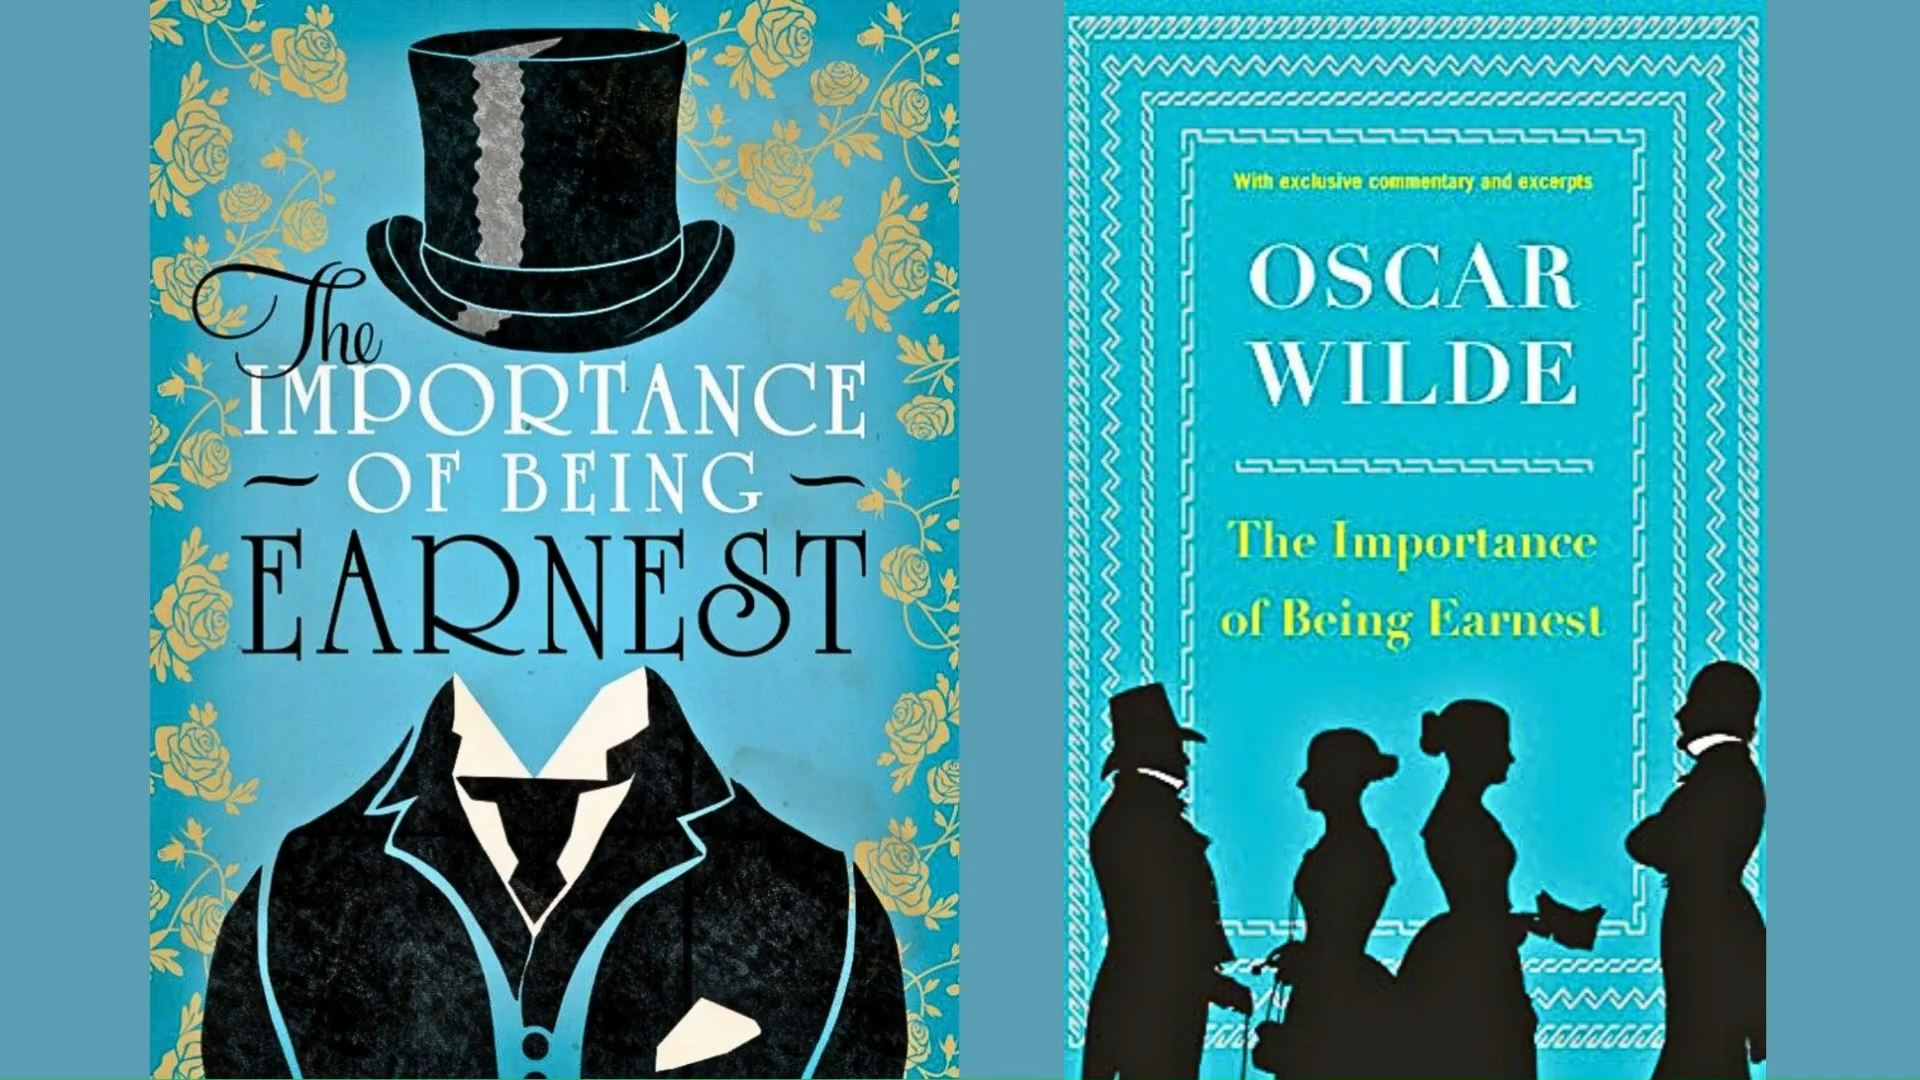 The
IMPORTANCE
OF BEING
EARNEST
With exclusive commentary and excerpts
OSCAR
WILDE
The Importance
of Being Earnest